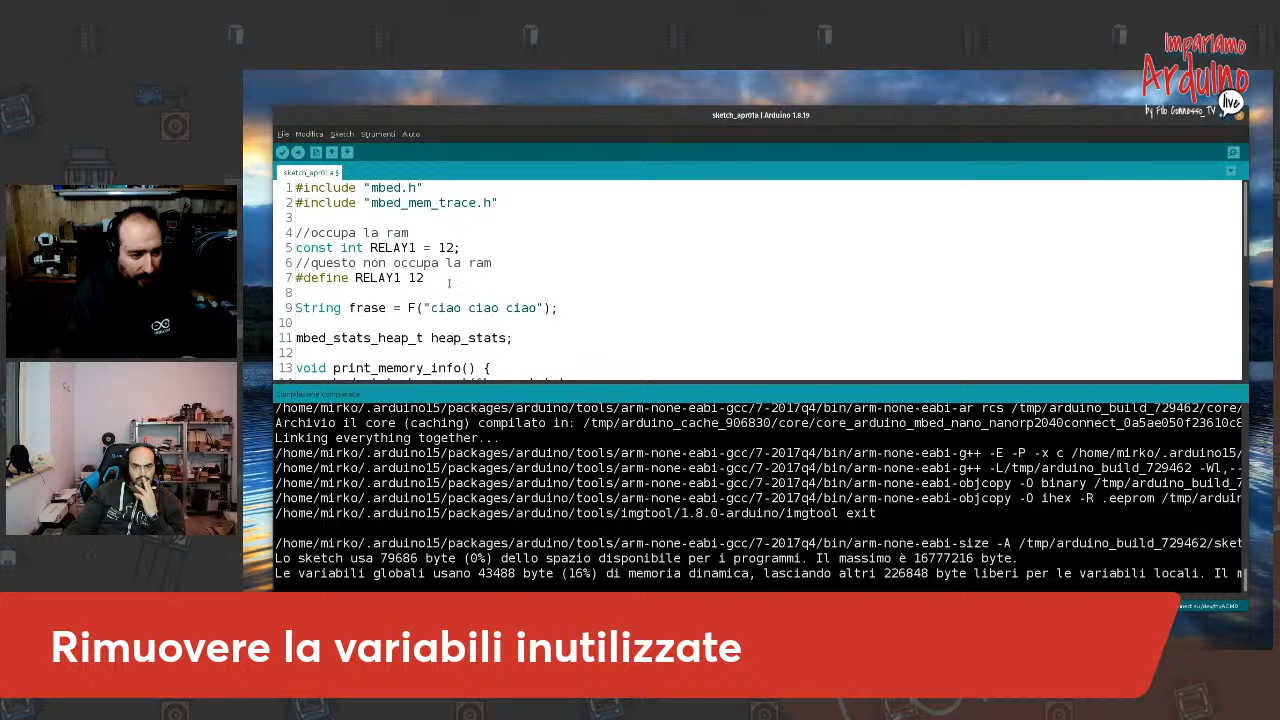 Impariamo
Arduino
live
by Filo Connesso_TV
sketch_apr01a | Arduino 1.8.19
File Modifica Sketch Strumenti Aiuto
sketch_apr01a §
1 #include "mbed.h"
2 #include "mbed_mem_trace.h"
3
4 //occupa la ram
5 const int RELAY1 = 12;
6 //questo non occupa la ram
7 #define RELAY1 12
8
9 String frase = F("ciao ciao ciao");
10
11 mbed_stats_heap_t heap_stats;
12
13 void print_memory_info() {
Compilazione completata
/home/mirko/.arduino15/packages/arduino/tools/arm-none-eabi-gcc/7-2017q4/bin/arm-none-eabi-ar rcs /tmp/arduino_build_729462/core/
Archivio il core (caching) compilato in: /tmp/arduino_cache_906830/core/core_arduino_mbed_nano_nanorp2040connect_0a5ae050f23610c8
Linking everything together...
/home/mirko/.arduino15/packages/arduino/tools/arm-none-eabi-gcc/7-2017q4/bin/arm-none-eabi-g++ -E -P -x c /home/mirko/.arduino15/
/home/mirko/.arduino15/packages/arduino/tools/arm-none-eabi-gcc/7-2017q4/bin/arm-none-eabi-g++ -L/tmp/arduino_build_729462 -Wl,--
/home/mirko/.arduino15/packages/arduino/tools/arm-none-eabi-gcc/7-2017q4/bin/arm-none-eabi-objcopy -O binary /tmp/arduino_build_7
/home/mirko/.arduino15/packages/arduino/tools/arm-none-eabi-gcc/7-2017q4/bin/arm-none-eabi-objcopy -O ihex -R .eeprom /tmp/arduin
/home/mirko/.arduino15/packages/arduino/tools/imgtool/1.8.0-arduino/imgtool exit
/home/mirko/.arduino15/packages/arduino/tools/arm-none-eabi-gcc/7-2017q4/bin/arm-none-eabi-size -A /tmp/arduino_build_729462/sket
Lo sketch usa 79686 byte (0%) dello spazio disponibile per i programmi. Il massimo è 16777216 byte.
Le variabili globali usano 43488 byte (16%) di memoria dinamica, lasciando altri 226848 byte liberi per le variabili locali. Il m
Rimuovere la variabili inutilizzate